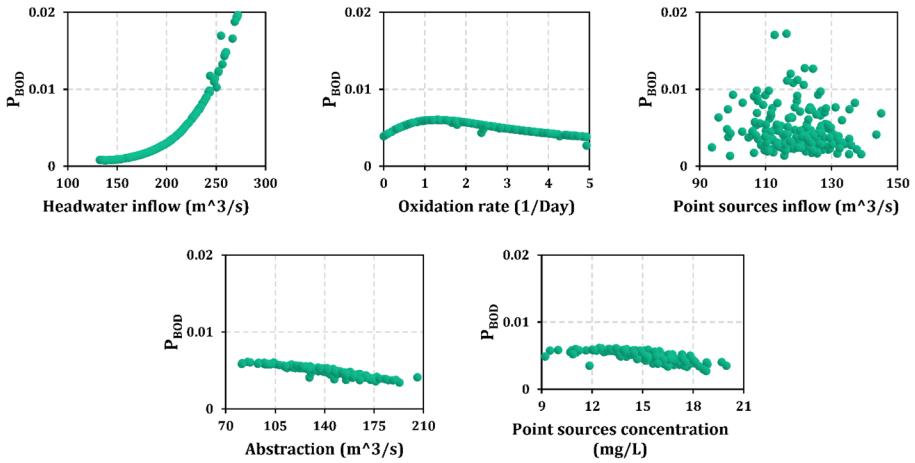 0.02
0.01
0
P_BOD
100 150 200 250 300
Headwater inflow (m^3/s)
0.02
0.01
0
P_BOD
0 1 2 3 4 5
Oxidation rate (1/Day)
0.02
0.01
0
P_BOD
90 110 130 150
Point sources inflow (m^3/s)
0.02
0.01
0
P_BOD
70 105 140 175 210
Abstraction (m^3/s)
0.02
0.01
0
P_BOD
9 12 15 18 21
Point sources concentration
(mg/L)